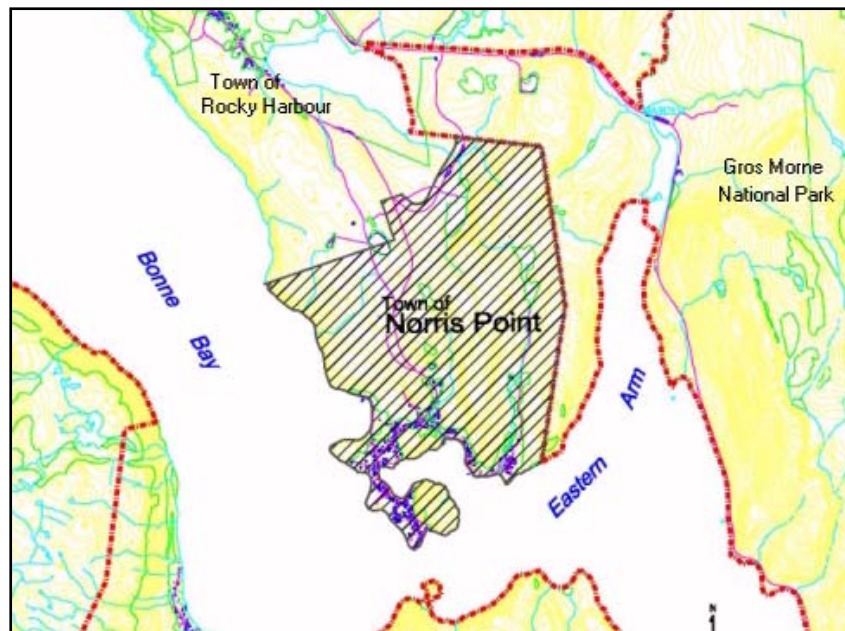 Town of
Rocky Harbour
Gros Morne
National Park
Bonne Bay
Town of
Norris Point
Eastern Arm
N